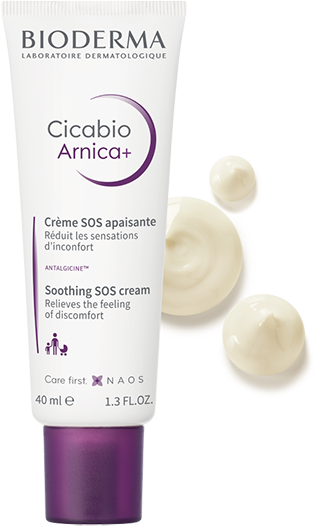 BIODERMA
LABORATOIRE DERMATOLOGIQUE
Cicabio
Arnica+
Crème SOS apaisante
Réduit les sensations
d'inconfort
ANTALGICINE™
Soothing SOS cream
Relieves the feeling
of discomfort
Care first. NAOS
40 ml ℮ 1.3 FL.OZ.